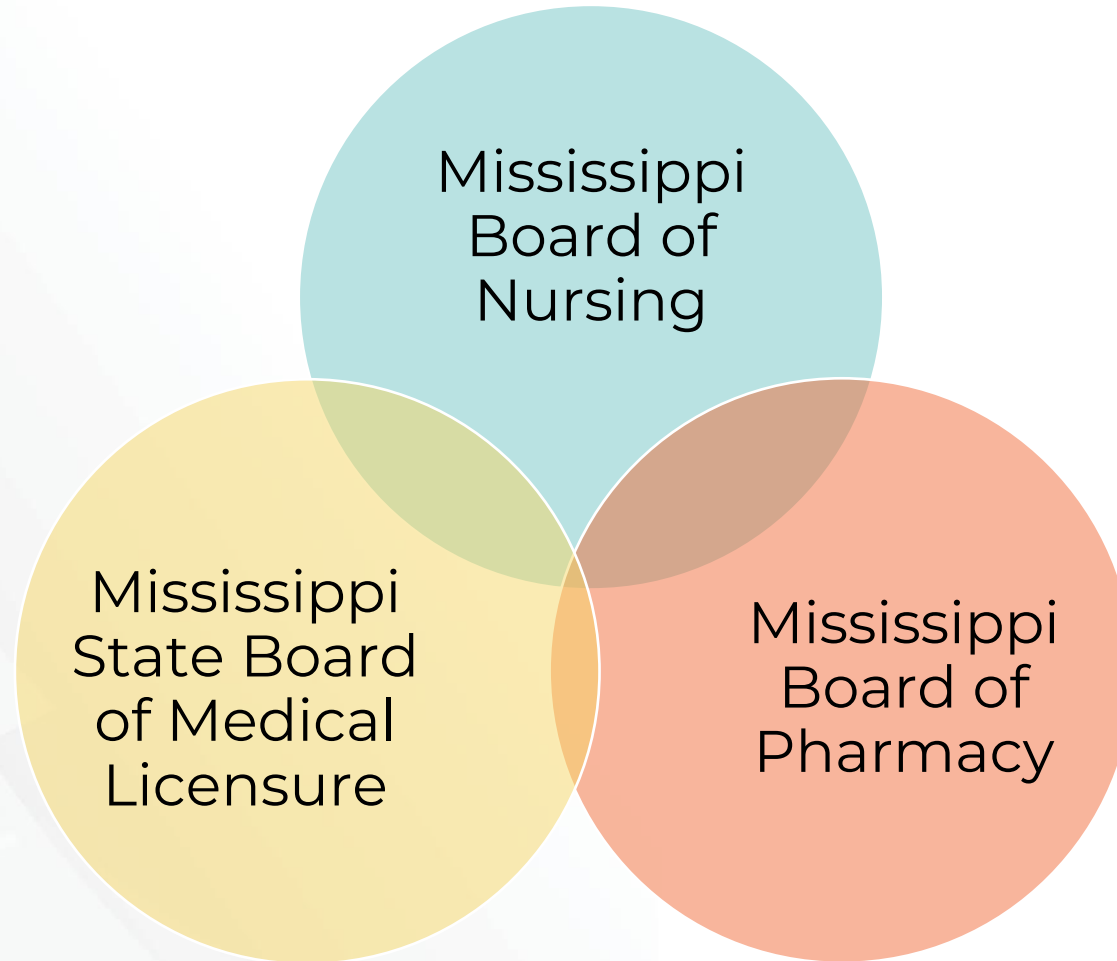 Mississippi
Board of
Nursing
Mississippi
State Board
of Medical
Licensure
Mississippi
Board of
Pharmacy